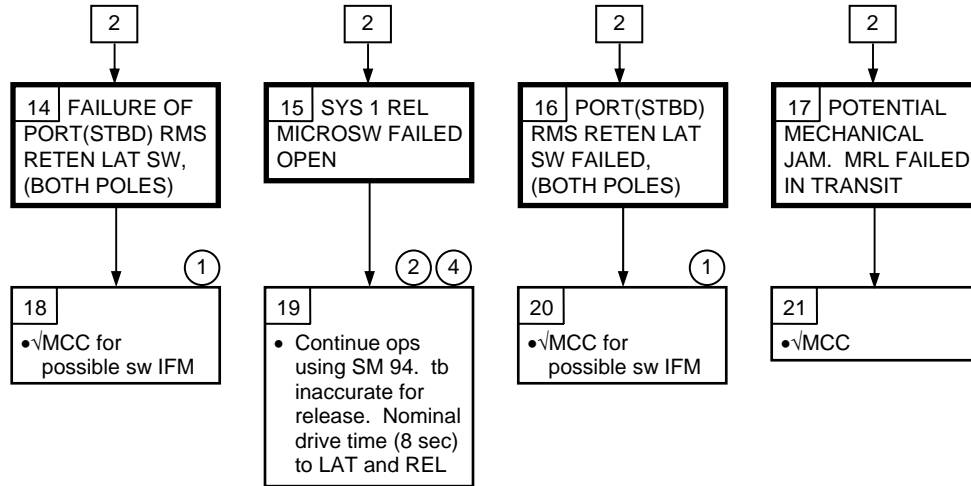 2
2
2
2
14 FAILURE OF
PORT(STBD) RMS
RETEN LAT SW,
(BOTH POLES)
15 SYS 1 REL
MICROSW FAILED
OPEN
16 PORT(STBD)
RMS RETEN LAT
SW FAILED,
(BOTH POLES)
17 POTENTIAL
MECHANICAL
JAM. MRL FAILED
IN TRANSIT
1
18
•√MCC for
possible sw IFM
2 4
19
• Continue ops
using SM 94. tb
inaccurate for
release. Nominal
drive time (8 sec)
to LAT and REL
1
20
•√MCC for
possible sw IFM
21
•√MCC